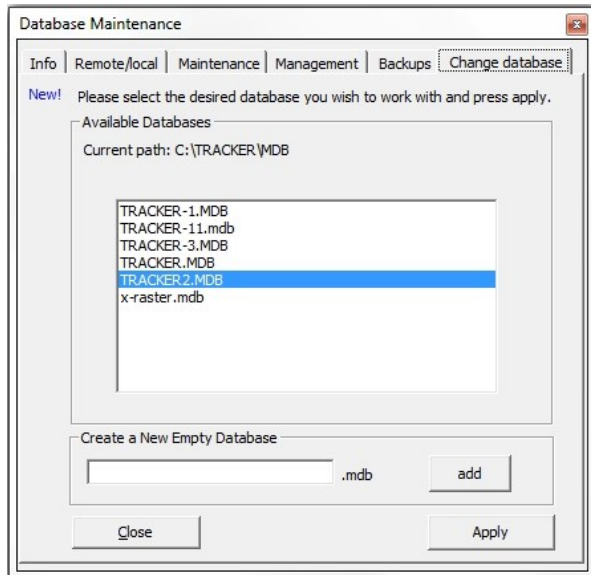 Database Maintenance
Info Remote/local Maintenance Management Backups Change database
New! Please select the desired database you wish to work with and press apply.
Available Databases
Current path: C:\TRACKER\MDB
TRACKER-1.MDB
TRACKER-11.mdb
TRACKER-3.MDB
TRACKER.MDB
TRACKER2.MDB
x-raster.mdb
Create a New Empty Database
.mdb add
Close Apply